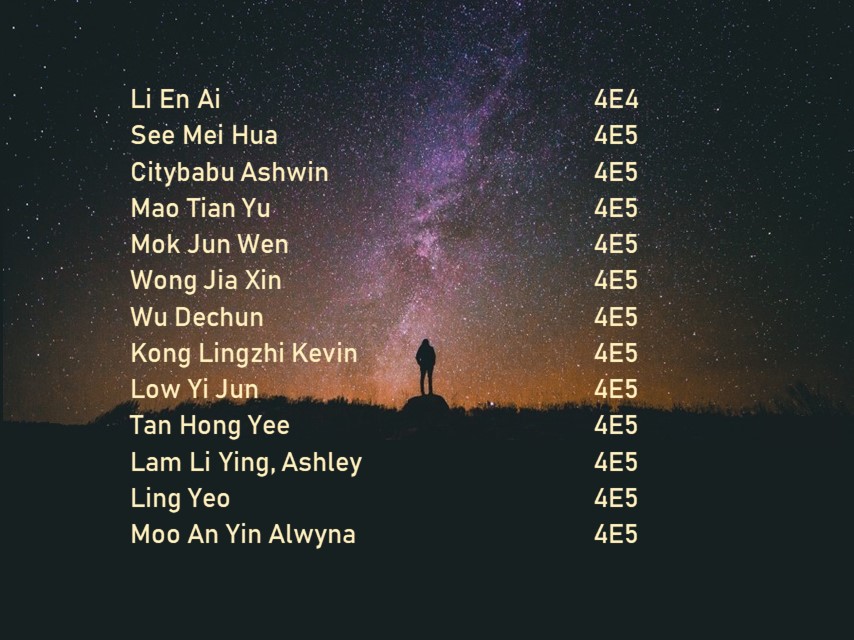 Li En Ai 4E4
See Mei Hua 4E5
Citybabu Ashwin 4E5
Mao Tian Yu 4E5
Mok Jun Wen 4E5
Wong Jia Xin 4E5
Wu Dechun 4E5
Kong Lingzhi Kevin 4E5
Low Yi Jun 4E5
Tan Hong Yee 4E5
Lam Li Ying, Ashley 4E5
Ling Yeo 4E5
Moo An Yin Alwyna 4E5